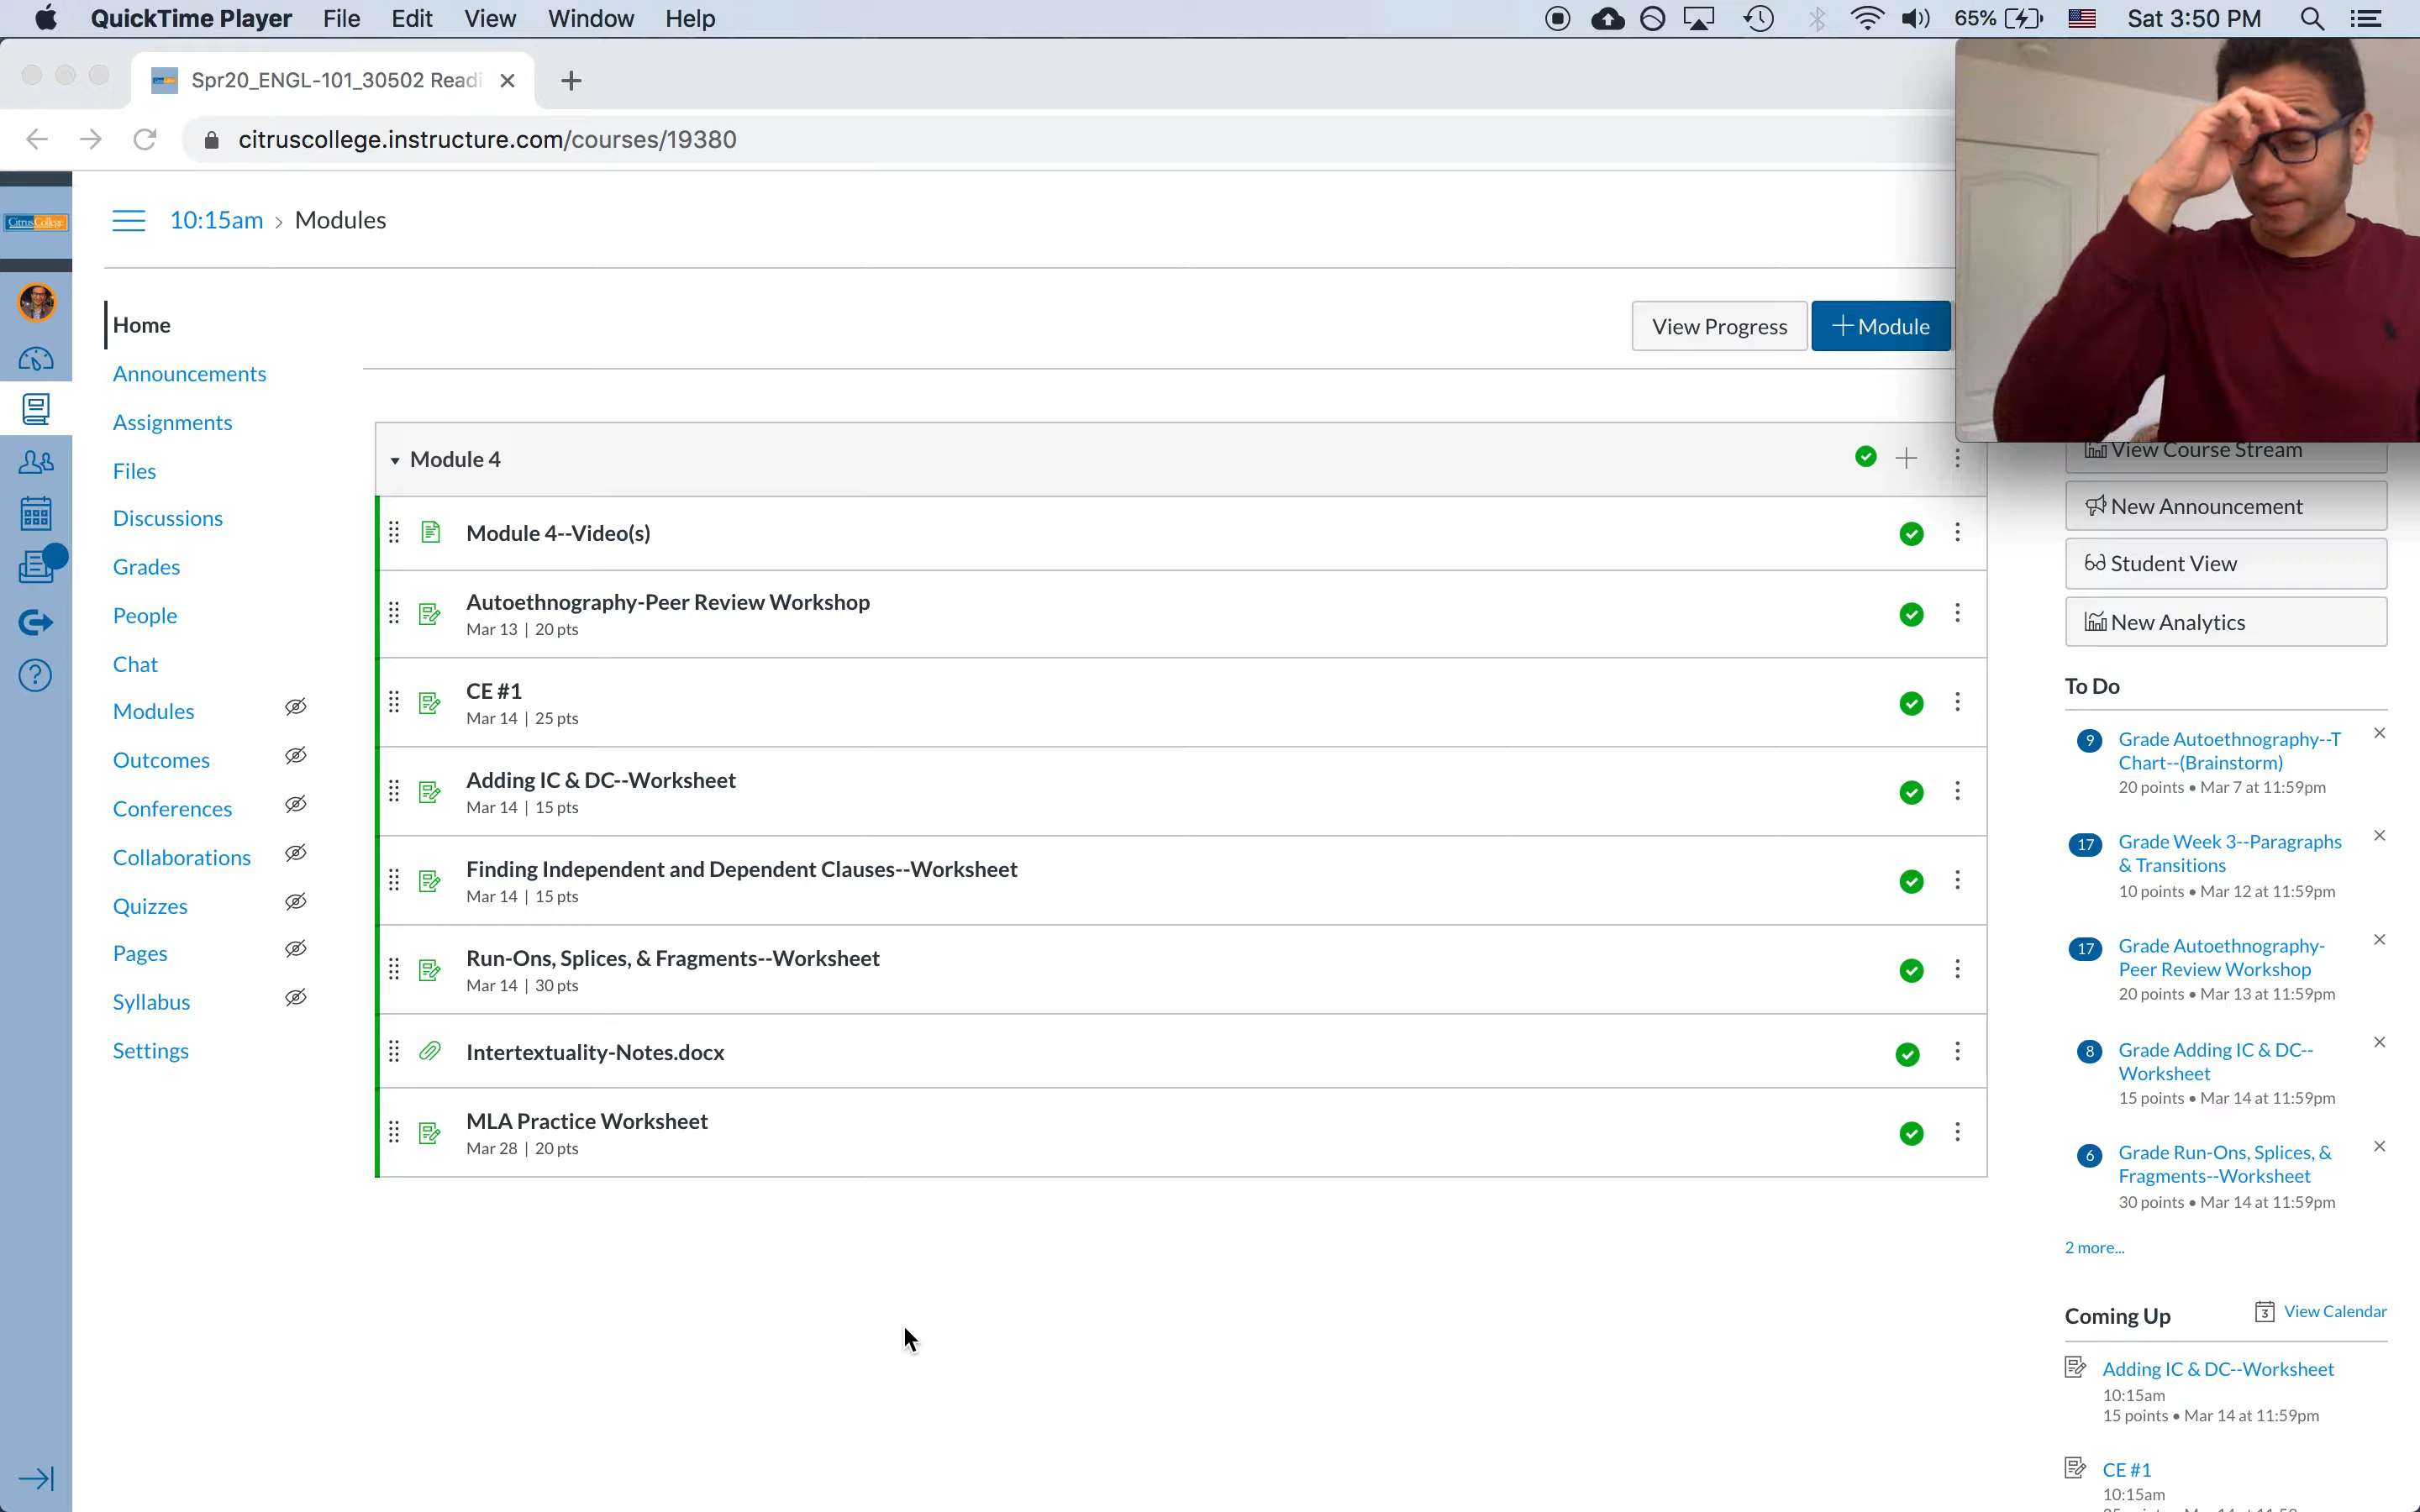 QuickTime Player File Edit View Window Help 65% Sat 3:50 PM
Spr20_ENGL-101_30502 Readi
citruscollege.instructure.com/courses/19380
CitrusCollege
10:15am › Modules
Home
Announcements
Assignments
Files
Discussions
Grades
People
Chat
Modules
Outcomes
Conferences
Collaborations
Quizzes
Pages
Syllabus
Settings
View Progress
+ Module
Module 4
Module 4--Video(s)
Autoethnography-Peer Review Workshop
Mar 13 | 20 pts
CE #1
Mar 14 | 25 pts
Adding IC & DC--Worksheet
Mar 14 | 15 pts
Finding Independent and Dependent Clauses--Worksheet
Mar 14 | 15 pts
Run-Ons, Splices, & Fragments--Worksheet
Mar 14 | 30 pts
Intertextuality-Notes.docx
MLA Practice Worksheet
Mar 28 | 20 pts
View Course Stream
New Announcement
Student View
New Analytics
To Do
9 Grade Autoethnography--T
Chart--(Brainstorm)
20 points • Mar 7 at 11:59pm
17 Grade Week 3--Paragraphs
& Transitions
10 points • Mar 12 at 11:59pm
17 Grade Autoethnography-
Peer Review Workshop
20 points • Mar 13 at 11:59pm
8 Grade Adding IC & DC--
Worksheet
15 points • Mar 14 at 11:59pm
6 Grade Run-Ons, Splices, &
Fragments--Worksheet
30 points • Mar 14 at 11:59pm
2 more...
Coming Up
3 View Calendar
Adding IC & DC--Worksheet
10:15am
15 points • Mar 14 at 11:59pm
CE #1
10:15am